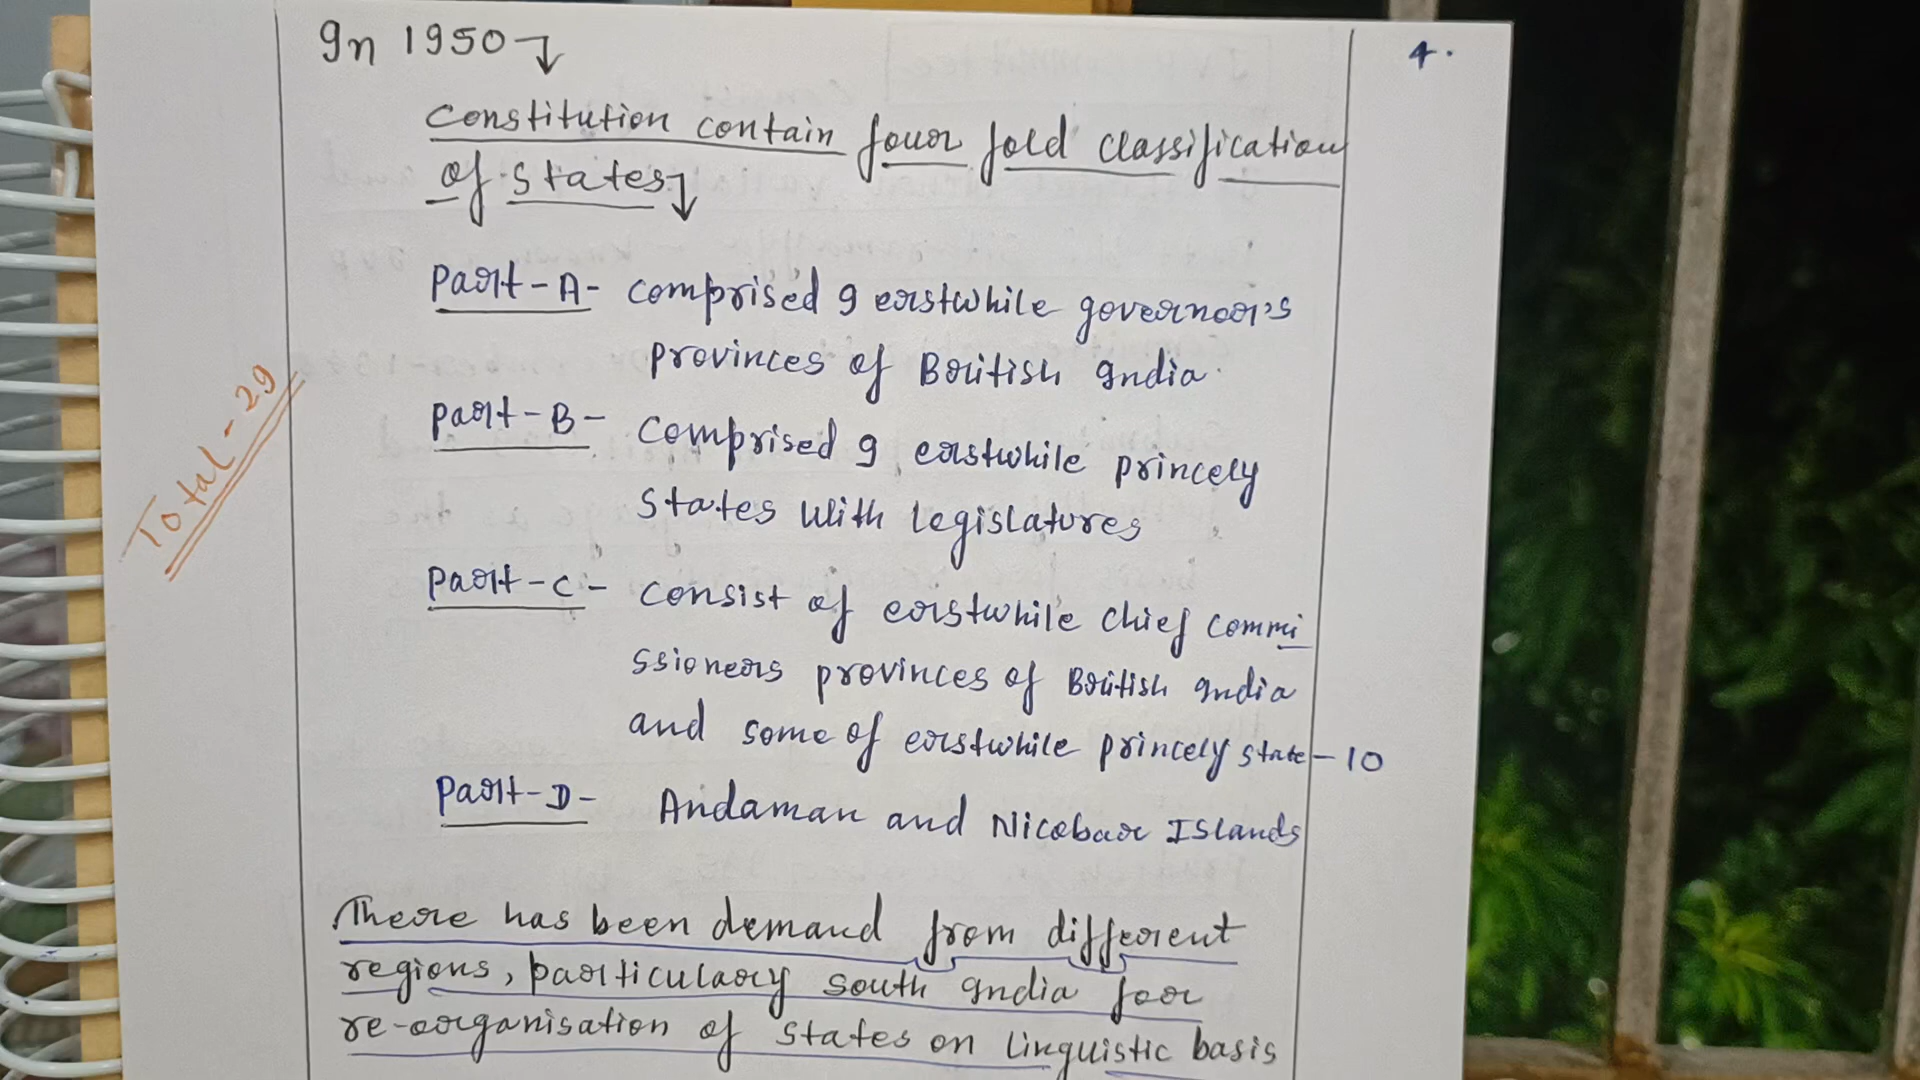 In 1950
4.
Constitution contain four fold classification
of states
Part-A- comprised 9 erstwhile governor's
provinces of British India.
Part-B- Comprised 9 erstwhile princely
States with legislatures
Total-29
Part-C- Consist of erstwhile chief commi
ssioners provinces of British India
and some of erstwhile princely state-10
Part-D- Andaman and Nicobar Islands
There has been demand from different
regions, particulary south India for
re-organisation of states on linguistic basis